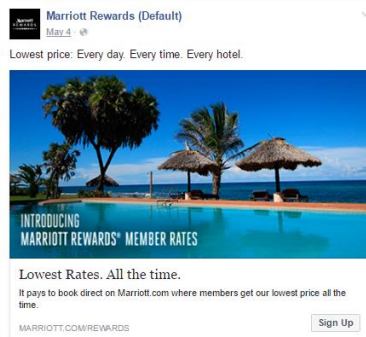 Marriott
REWARDS
Marriott Rewards (Default)
May 4 ·
Lowest price: Every day. Every time. Every hotel.
INTRODUCING
MARRIOTT REWARDS® MEMBER RATES
Lowest Rates. All the time.
It pays to book direct on Marriott.com where members get our lowest price all the
time.
MARRIOTT.COM/REWARDS
Sign Up